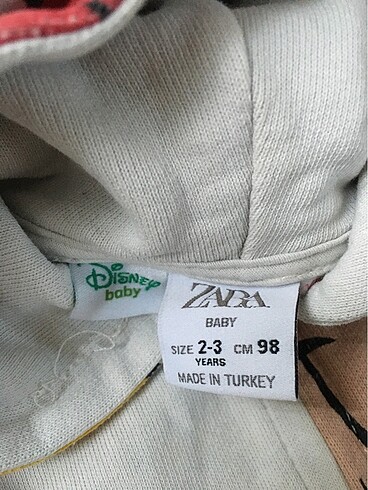 Disney
baby
ZARA
BABY
SIZE 2-3 CM 98
YEARS
MADE IN TURKEY